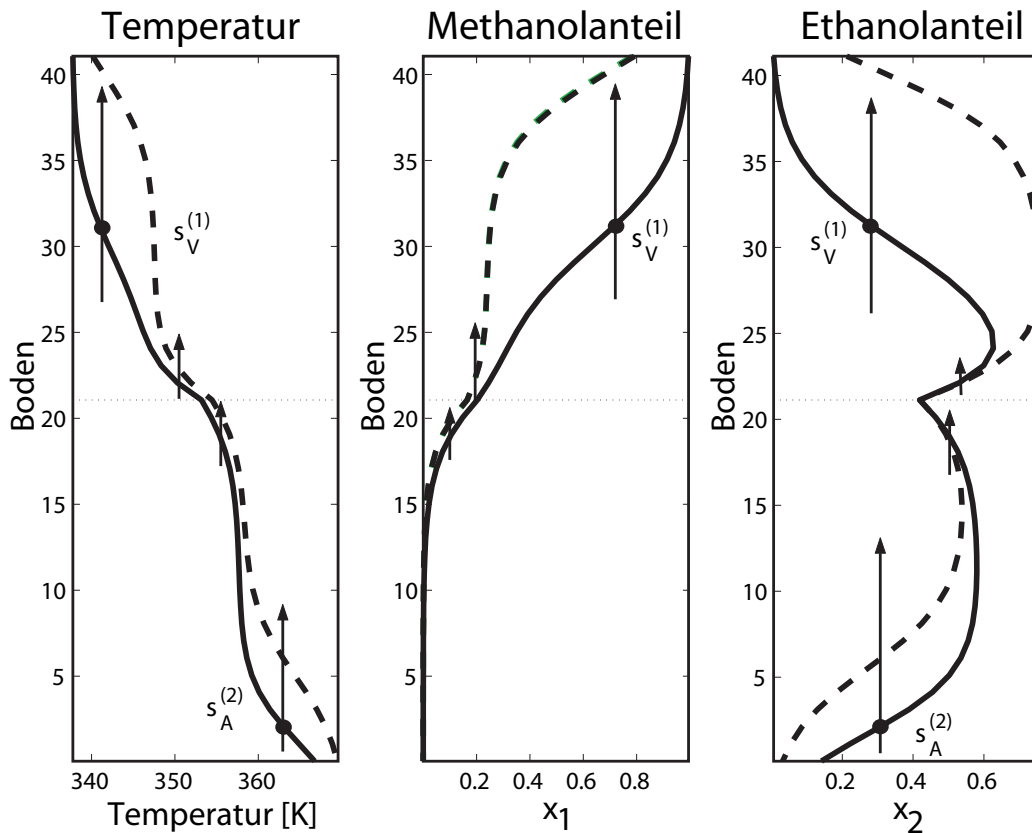 Temperatur
Methanolanteil
Ethanolanteil
40
35
30
25
20
15
10
5
Boden
s_V^(1)
s_A^(2)
340
350
360
Temperatur [K]
40
35
30
25
20
15
10
5
Boden
s_V^(1)
0.2
0.4
0.6
0.8
x_1
40
35
30
25
20
15
10
5
Boden
s_V^(1)
s_A^(2)
0.2
0.4
0.6
x_2